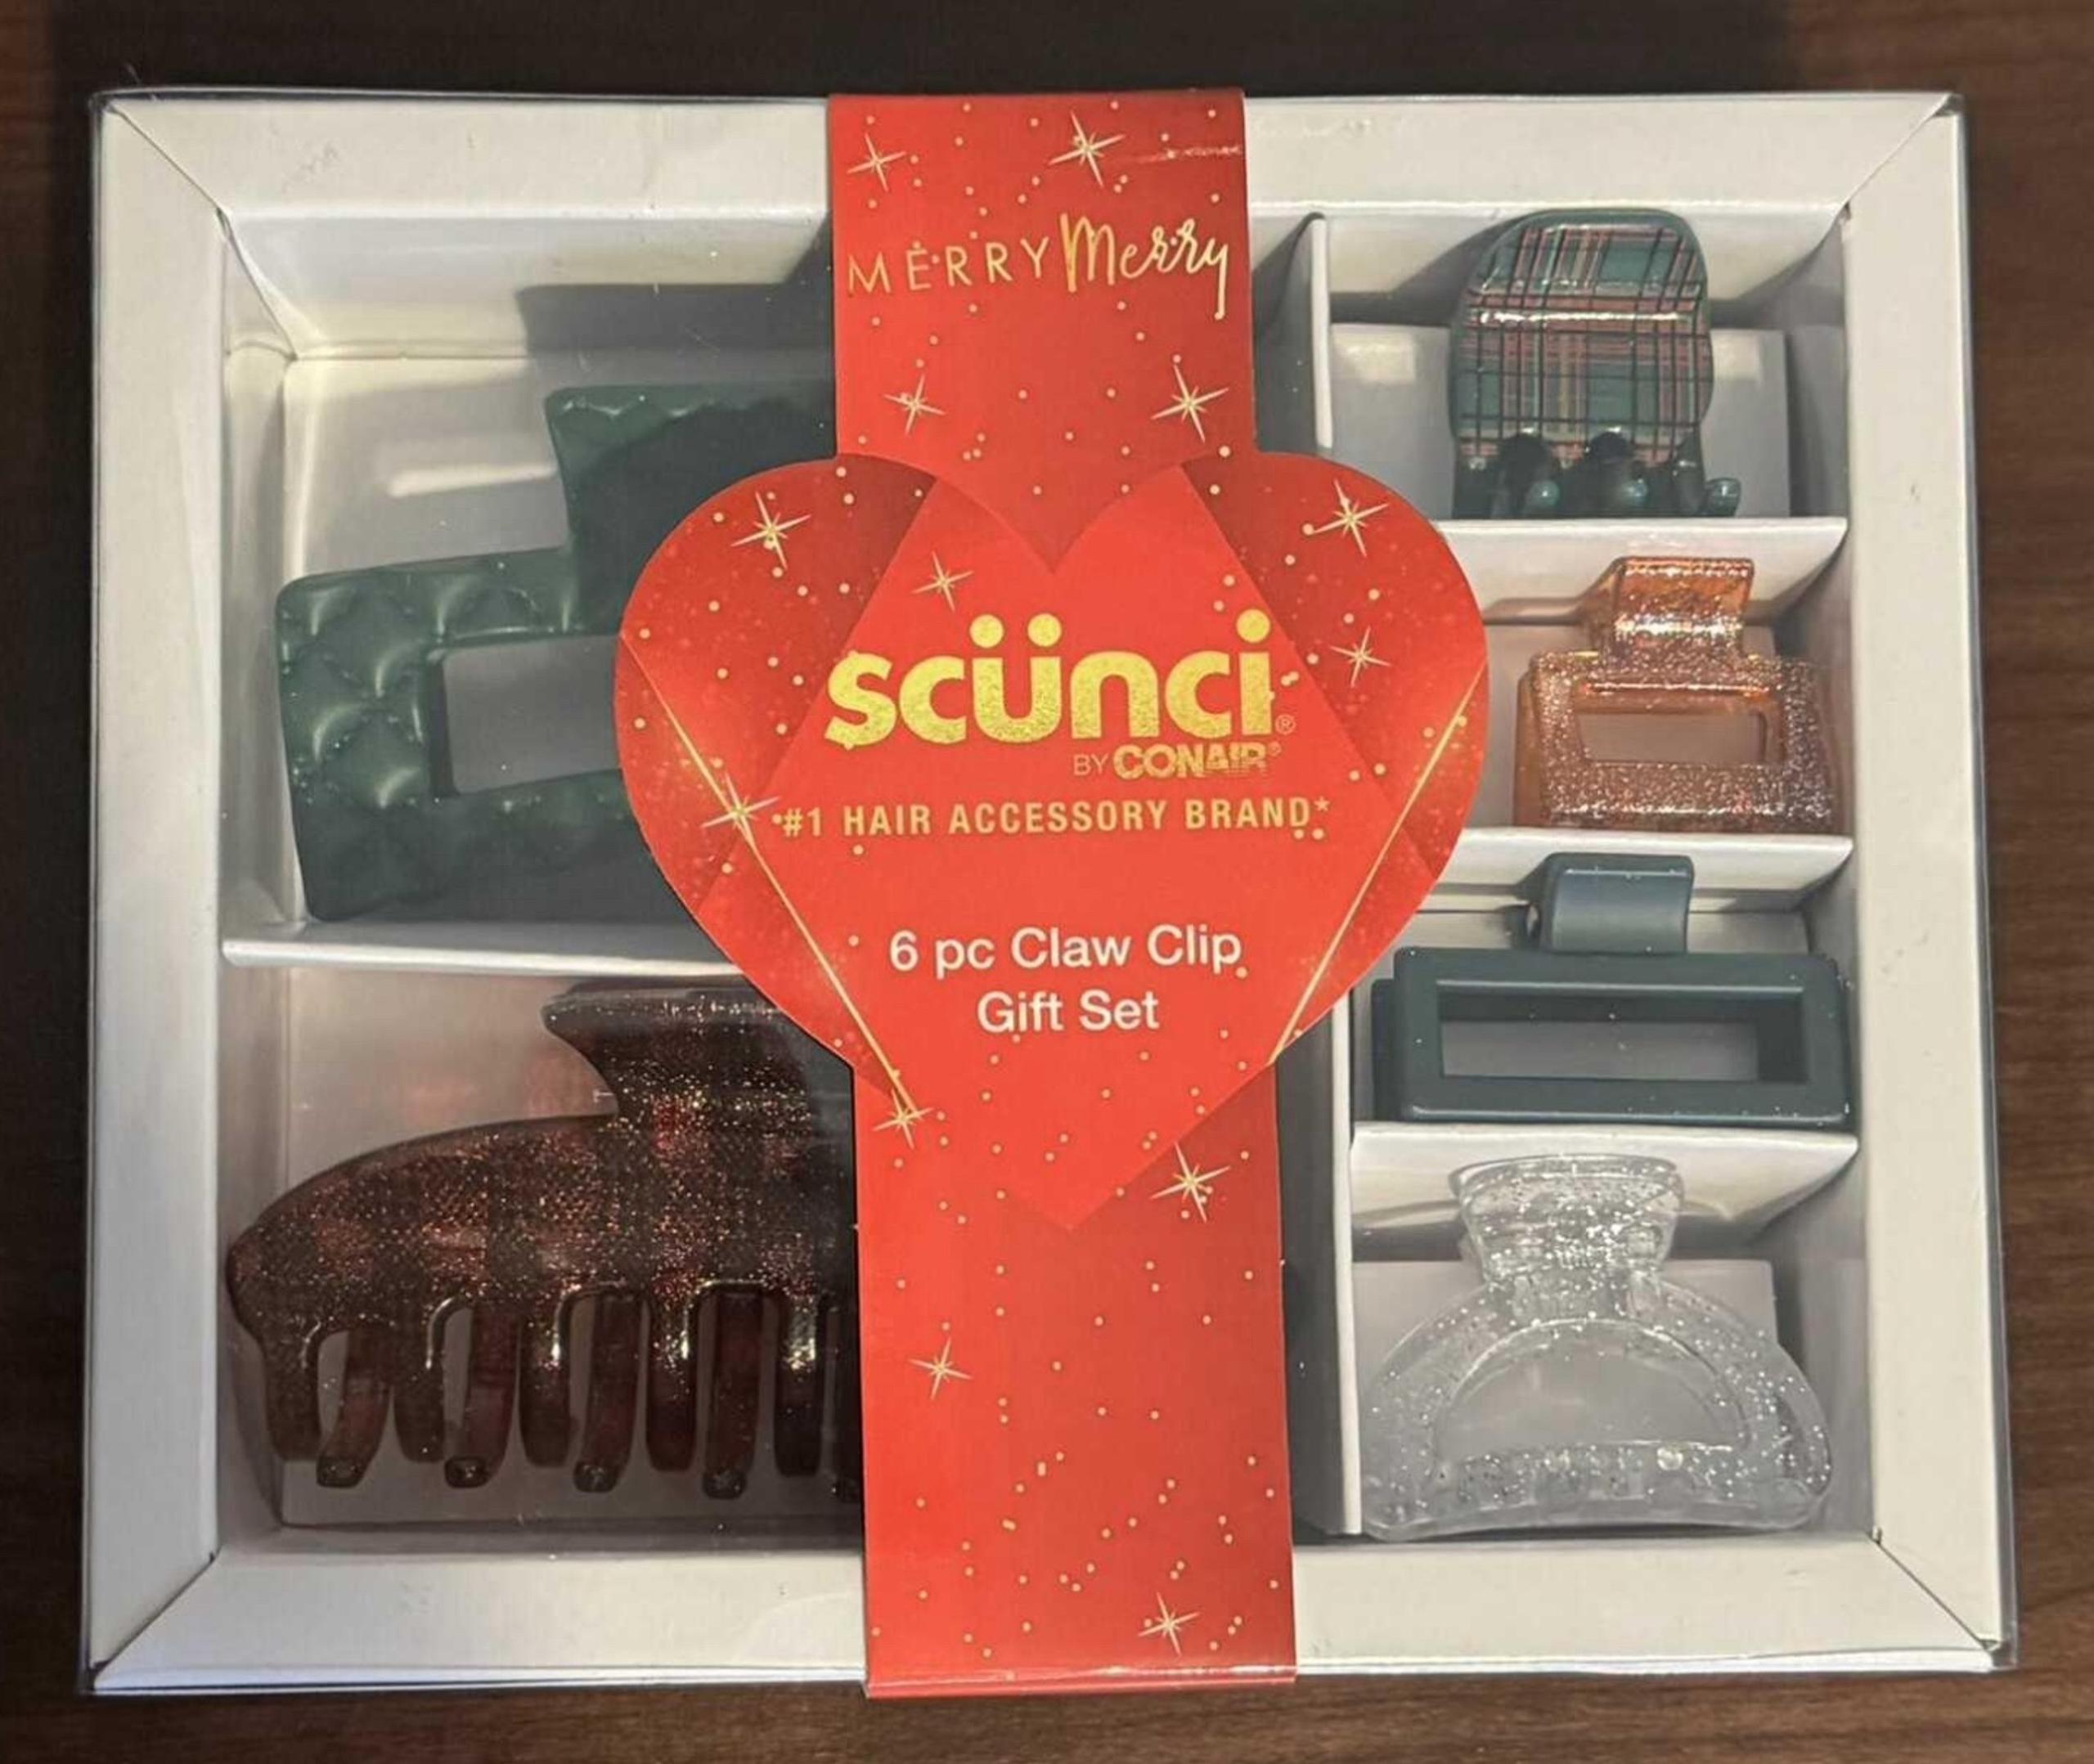 MERRY Merry
scünci®
BY CONAIR®
#1 HAIR ACCESSORY BRAND*
6 pc Claw Clip
Gift Set